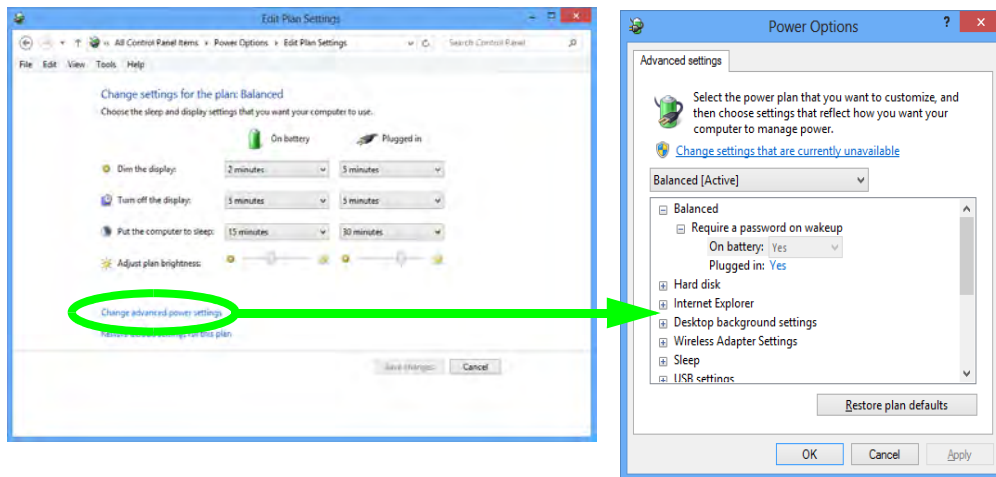 Edit Plan Settings
All Control Panel Items Power Options Edit Plan Settings Search Control Panel
File Edit View Tools Help
Change settings for the plan: Balanced
Choose the sleep and display settings that you want your computer to use.
On battery Plugged in
Dim the display: 2 minutes 5 minutes
Turn off the display: 5 minutes 5 minutes
Put the computer to sleep: 15 minutes 30 minutes
Adjust plan brightness:
Change advanced power settings
Restore default settings for this plan
Save changes Cancel
Power Options
? x
Advanced settings
Select the power plan that you want to customize, and
then choose settings that reflect how you want your
computer to manage power.
Change settings that are currently unavailable
Balanced [Active]
Balanced
Require a password on wakeup
On battery: Yes
Plugged in: Yes
Hard disk
Internet Explorer
Desktop background settings
Wireless Adapter Settings
Sleep
USB settings
Restore plan defaults
OK Cancel Apply